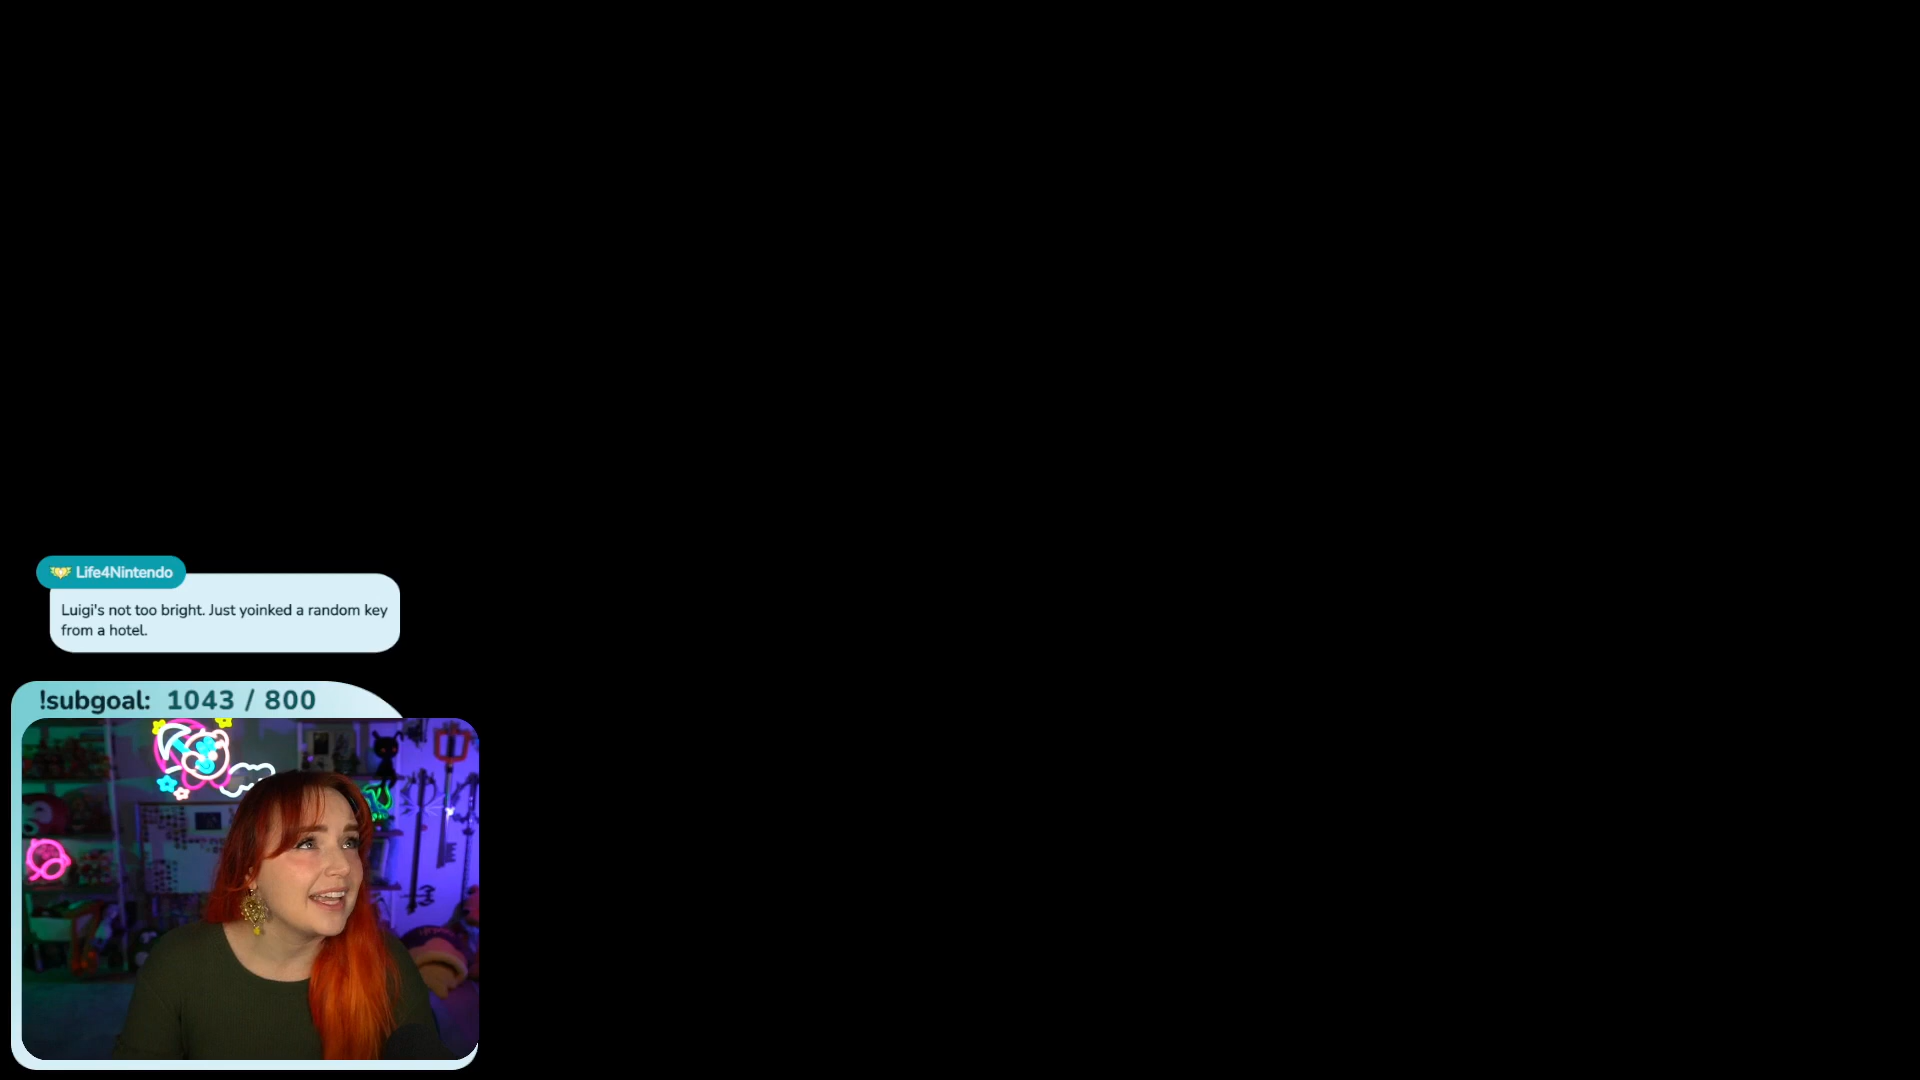 Life4Nintendo
Luigi's not too bright. Just yoinked a random key
from a hotel.
!subgoal: 1043 / 800